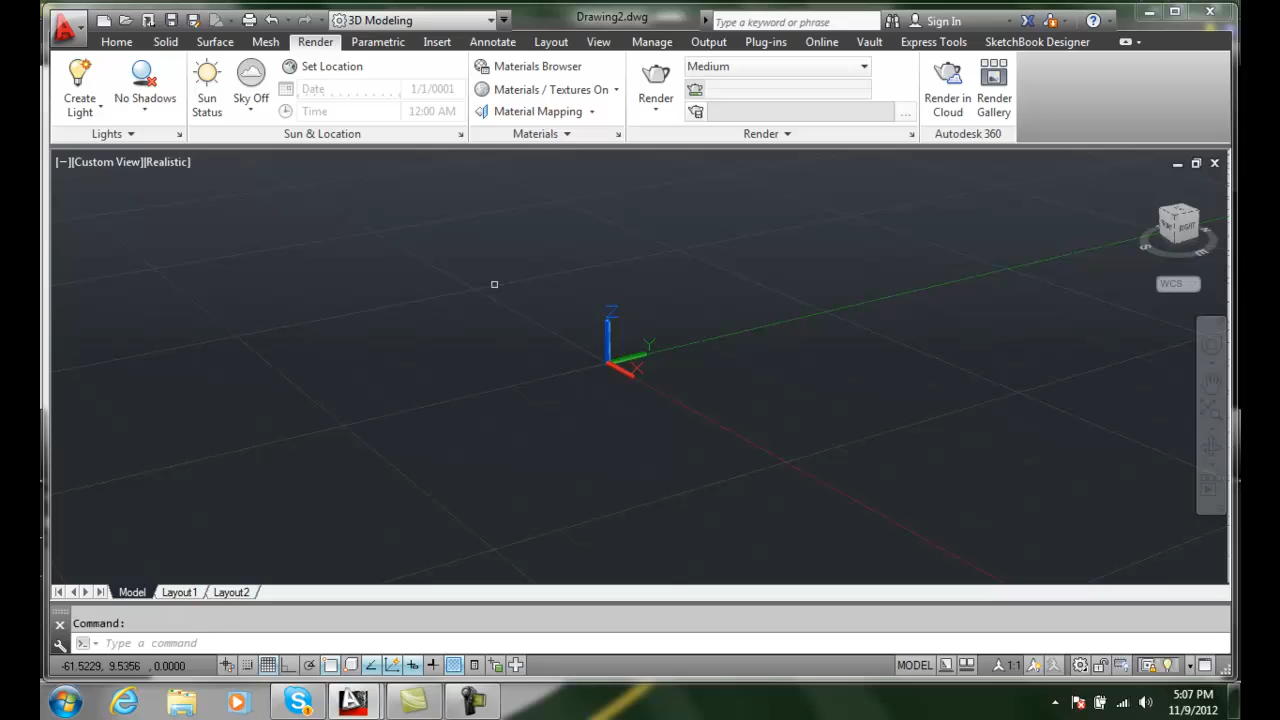 3D Modeling
Drawing2.dwg
Type a keyword or phrase
Sign In
Home Solid Surface Mesh Render Parametric Insert Annotate Layout View Manage Output Plug-ins Online Vault Express Tools SketchBook Designer
Create Light
No Shadows
Lights
Sun Status
Sky Off
Set Location
Date 1/1/0001
Time 12:00 AM
Sun & Location
Materials Browser
Materials / Textures On
Material Mapping
Materials
Render
Medium
...
Render
Render in Cloud
Render Gallery
Autodesk 360
[−][Custom View][Realistic]
Z
Y
X
RIGHT
S
E
WCS
Model Layout1 Layout2
Command:
Type a command
-61.5229, 9.5356 , 0.0000
MODEL
1:1
5:07 PM
11/9/2012